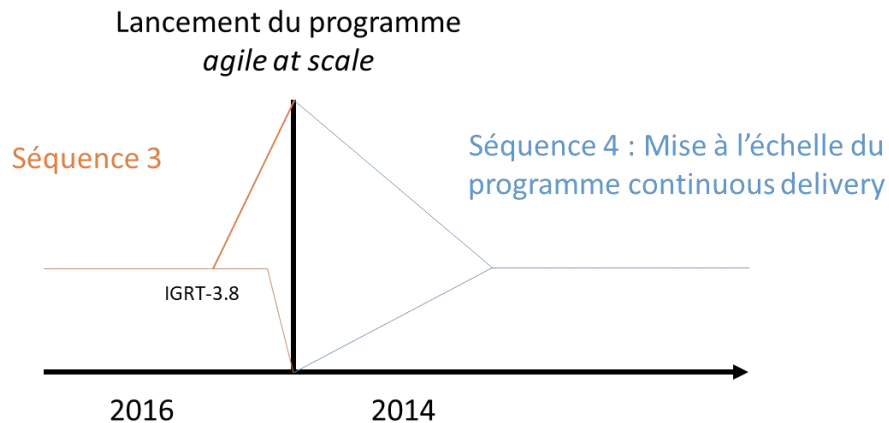 Lancement du programme
agile at scale
Séquence 3
Séquence 4 : Mise à l'échelle du
programme continuous delivery
IGRT-3.8
2016
2014